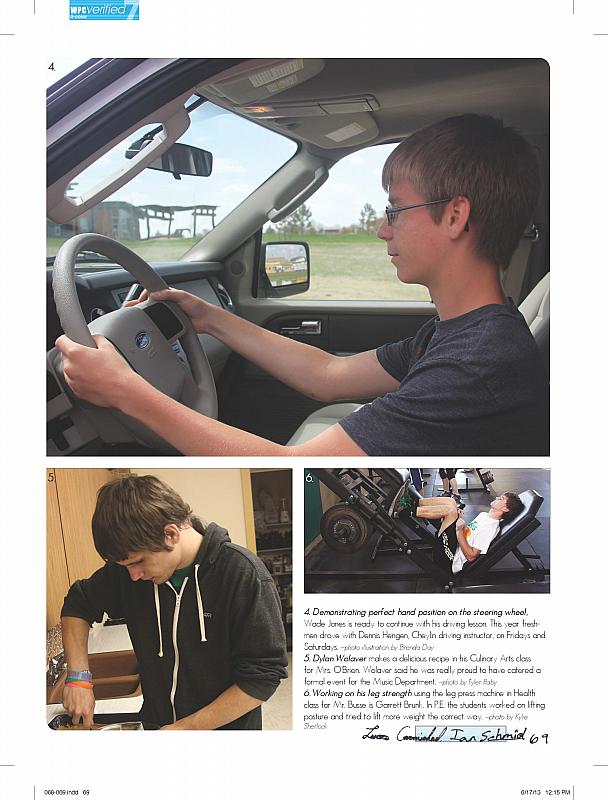 WPC verified 7
4-color
4.
5.
6.
4. Demonstrating perfect hand position on the steering wheel,
Wade Jones is ready to continue with his driving lesson. This year fresh-
men drove with Dennis Hengen, Cheylin driving instructor, on Fridays and
Saturdays. –photo illustration by Brenda Day
5. Dylan Walaver makes a delicious recipe in his Culinary Arts class
for Mrs. O'Brien. Walaver said he was really proud to have catered a
formal event for the Music Department. –photo by Tyler Raby
6. Working on his leg strength using the leg press machine in Health
class for Mr. Busse is Garrett Brunk. In P.E. the students worked on lifting
posture and tried to lift more weight the correct way. –photo by Kylie
Sherlock
Lucas Carmichael Ian Schmid 69
068-069.indd 69
6/17/13 12:15 PM